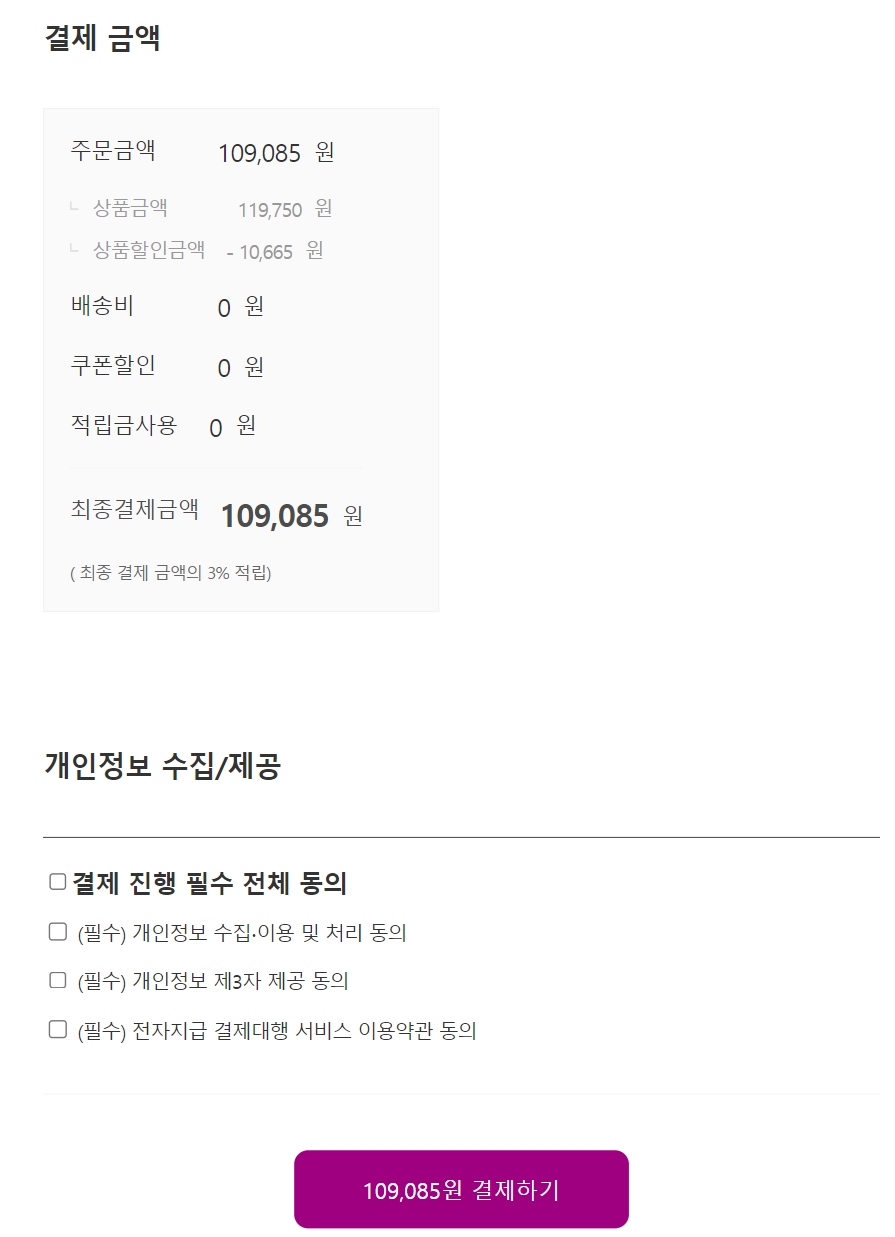 결제 금액
주문금액 109,085 원
상품금액 119,750 원
상품할인금액 - 10,665 원
배송비 0 원
쿠폰할인 0 원
적립금사용 0 원
최종결제금액 109,085 원
( 최종 결제 금액의 3% 적립)
개인정보 수집/제공
결제 진행 필수 전체 동의
(필수) 개인정보 수집·이용 및 처리 동의
(필수) 개인정보 제3자 제공 동의
(필수) 전자지급 결제대행 서비스 이용약관 동의
109,085원 결제하기